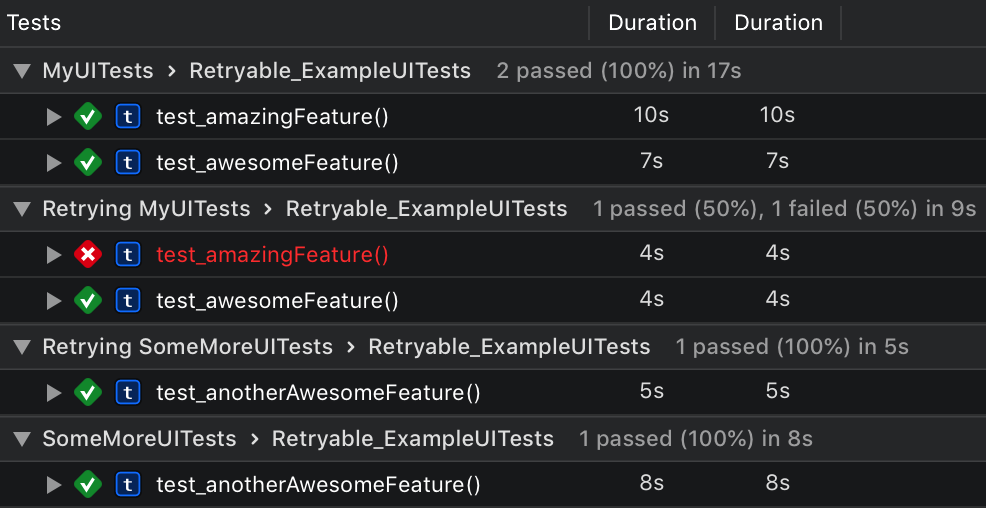 Tests Duration Duration
MyUITests > Retryable_ExampleUITests 2 passed (100%) in 17s
t test_amazingFeature() 10s 10s
t test_awesomeFeature() 7s 7s
Retrying MyUITests > Retryable_ExampleUITests 1 passed (50%), 1 failed (50%) in 9s
t test_amazingFeature() 4s 4s
t test_awesomeFeature() 4s 4s
Retrying SomeMoreUITests > Retryable_ExampleUITests 1 passed (100%) in 5s
t test_anotherAwesomeFeature() 5s 5s
SomeMoreUITests > Retryable_ExampleUITests 1 passed (100%) in 8s
t test_anotherAwesomeFeature() 8s 8s